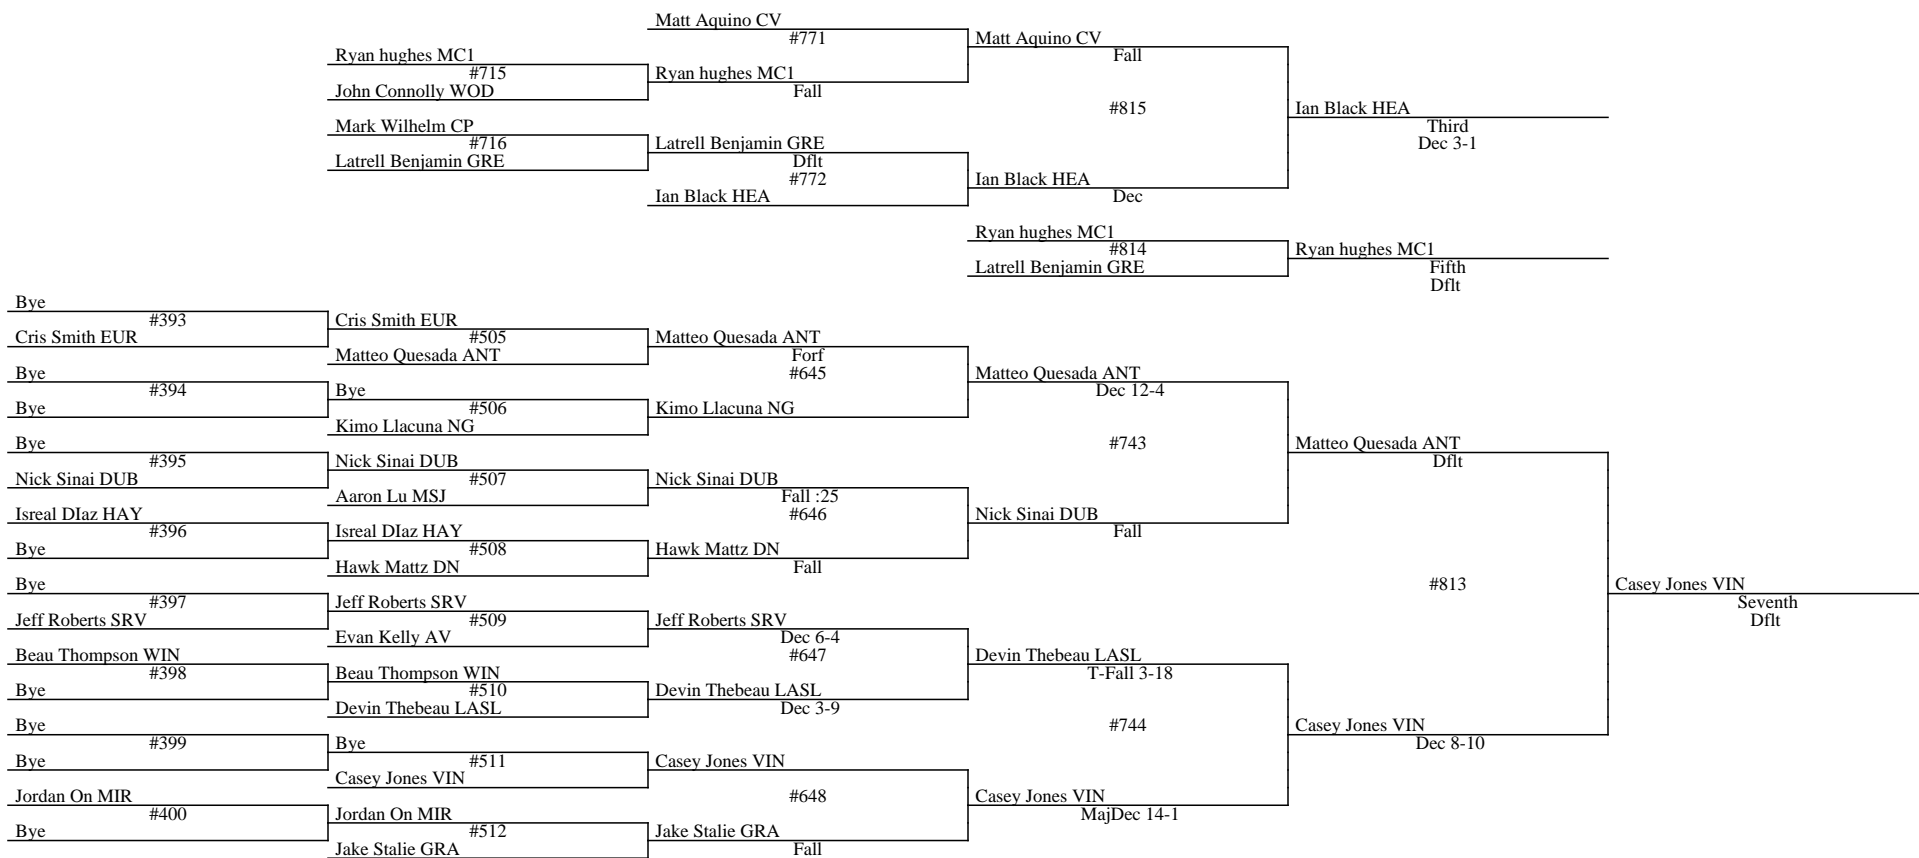 Matt Aquino CV
#771
Matt Aquino CV
Fall
Ryan hughes MC1
#715
John Connolly WOD
Ryan hughes MC1
Fall
#815
Ian Black HEA
Third
Dec 3-1
Mark Wilhelm CP
#716
Latrell Benjamin GRE
Latrell Benjamin GRE
Dflt
#772
Ian Black HEA
Ian Black HEA
Dec
Ryan hughes MC1
#814
Latrell Benjamin GRE
Ryan hughes MC1
Fifth
Dflt
Bye
#393
Cris Smith EUR
Bye
#394
Bye
Bye
#395
Nick Sinai DUB
Isreal DIaz HAY
#396
Bye
Bye
#397
Jeff Roberts SRV
Beau Thompson WIN
#398
Bye
Bye
#399
Bye
Jordan On MIR
#400
Bye
Cris Smith EUR
#505
Matteo Quesada ANT
Bye
#506
Kimo Llacuna NG
Nick Sinai DUB
#507
Aaron Lu MSJ
Isreal DIaz HAY
#508
Hawk Mattz DN
Jeff Roberts SRV
#509
Evan Kelly AV
Beau Thompson WIN
#510
Devin Thebeau LASL
Bye
#511
Casey Jones VIN
Jordan On MIR
#512
Jake Stalie GRA
Matteo Quesada ANT
Forf
#645
Kimo Llacuna NG
Nick Sinai DUB
Fall :25
#646
Hawk Mattz DN
Fall
Jeff Roberts SRV
Dec 6-4
#647
Devin Thebeau LASL
Dec 3-9
Casey Jones VIN
#648
Jake Stalie GRA
Fall
Matteo Quesada ANT
Dec 12-4
#743
Nick Sinai DUB
Fall
Devin Thebeau LASL
T-Fall 3-18
#744
Casey Jones VIN
MajDec 14-1
Matteo Quesada ANT
Dflt
#813
Casey Jones VIN
Dec 8-10
Casey Jones VIN
Seventh
Dflt